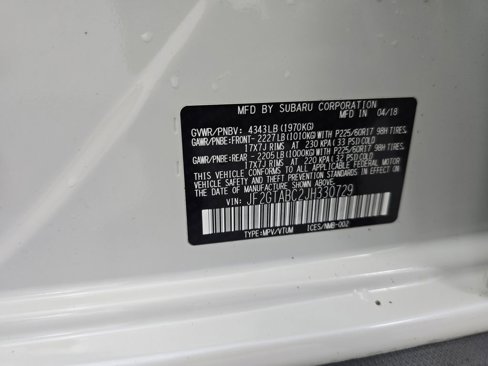 MFD BY SUBARU CORPORATION
MFD IN 04/18
GVWR/PNBV: 4343LB (1970KG)
GAWR/PNBE:FRONT- 2227LB(1010KG)WITH P225/60R17 98H TIRES,
17X7J RIMS AT 230 KPA(33 PSI)COLD
GAWR/PNBE:REAR - 2205LB(1000KG)WITH P225/60R17 98H TIRES,
17X7J RIMS AT 220 KPA(32 PSI)COLD
THIS VEHICLE CONFORMS TO ALL APPLICABLE FEDERAL MOTOR
VEHICLE SAFETY STANDARDS IN EFFECT ON THE DATE OF
MANUFACTURE SHOWN ABOVE.
VIN: JF2GTABC2JH330729
TYPE:MPV/VTUM ICES/NMB-002